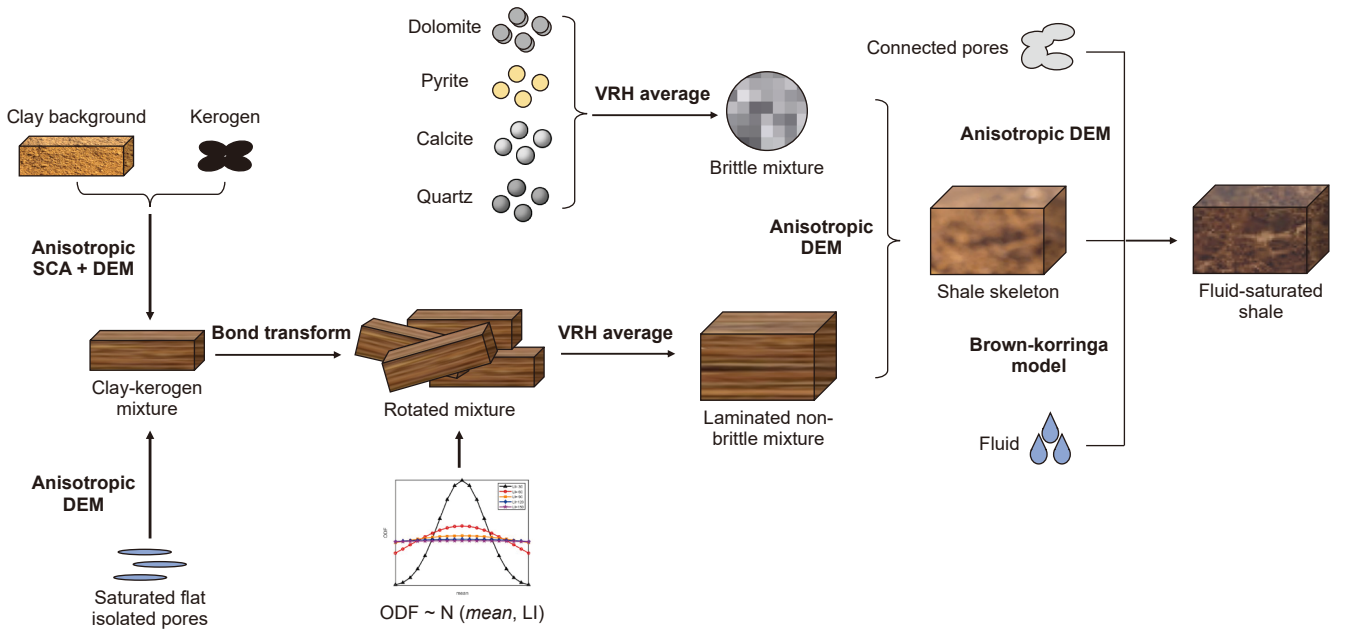 Dolomite
Pyrite
Calcite
Quartz
VRH average
Brittle mixture
Connected pores
Anisotropic DEM
Clay background
Kerogen
Anisotropic
SCA + DEM
Anisotropic
DEM
Shale skeleton
Fluid-saturated
shale
Bond transform
VRH average
Brown-korringa
model
Clay-kerogen
mixture
Rotated mixture
Laminated non-
brittle mixture
Fluid
Anisotropic
DEM
ODF
Saturated flat
isolated pores
ODF ~ N (mean, LI)